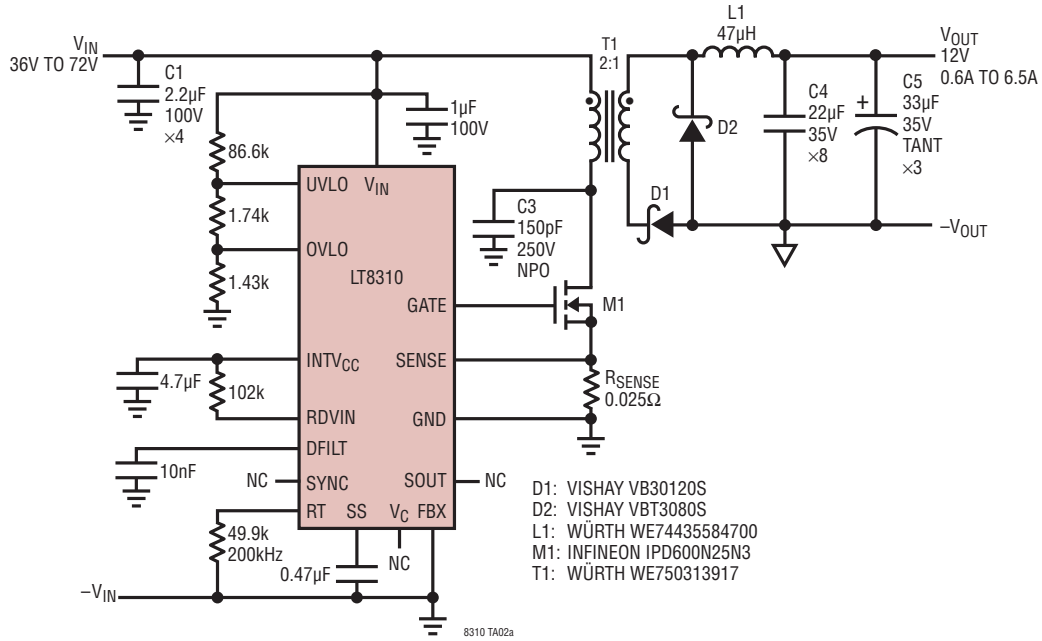 VIN
36V TO 72V
C1
2.2µF
100V
×4
1µF
100V
T1
2:1
L1
47µH
VOUT
12V
0.6A TO 6.5A
D2
C4
22µF
35V
×8
+
C5
33µF
35V
TANT
×3
D1
–VOUT
86.6k
1.74k
1.43k
UVLO
VIN
OVLO
LT8310
GATE
C3
150pF
250V
NPO
M1
INTVCC
SENSE
4.7µF
102k
RSENSE
0.025Ω
RDVIN
GND
DFILT
10nF
NC
SYNC
SOUT
NC
RT
SS
VC
FBX
49.9k
200kHz
0.47µF
NC
–VIN
D1: VISHAY VB30120S
D2: VISHAY VBT3080S
L1: WÜRTH WE74435584700
M1: INFINEON IPD600N25N3
T1: WÜRTH WE750313917
8310 TA02a